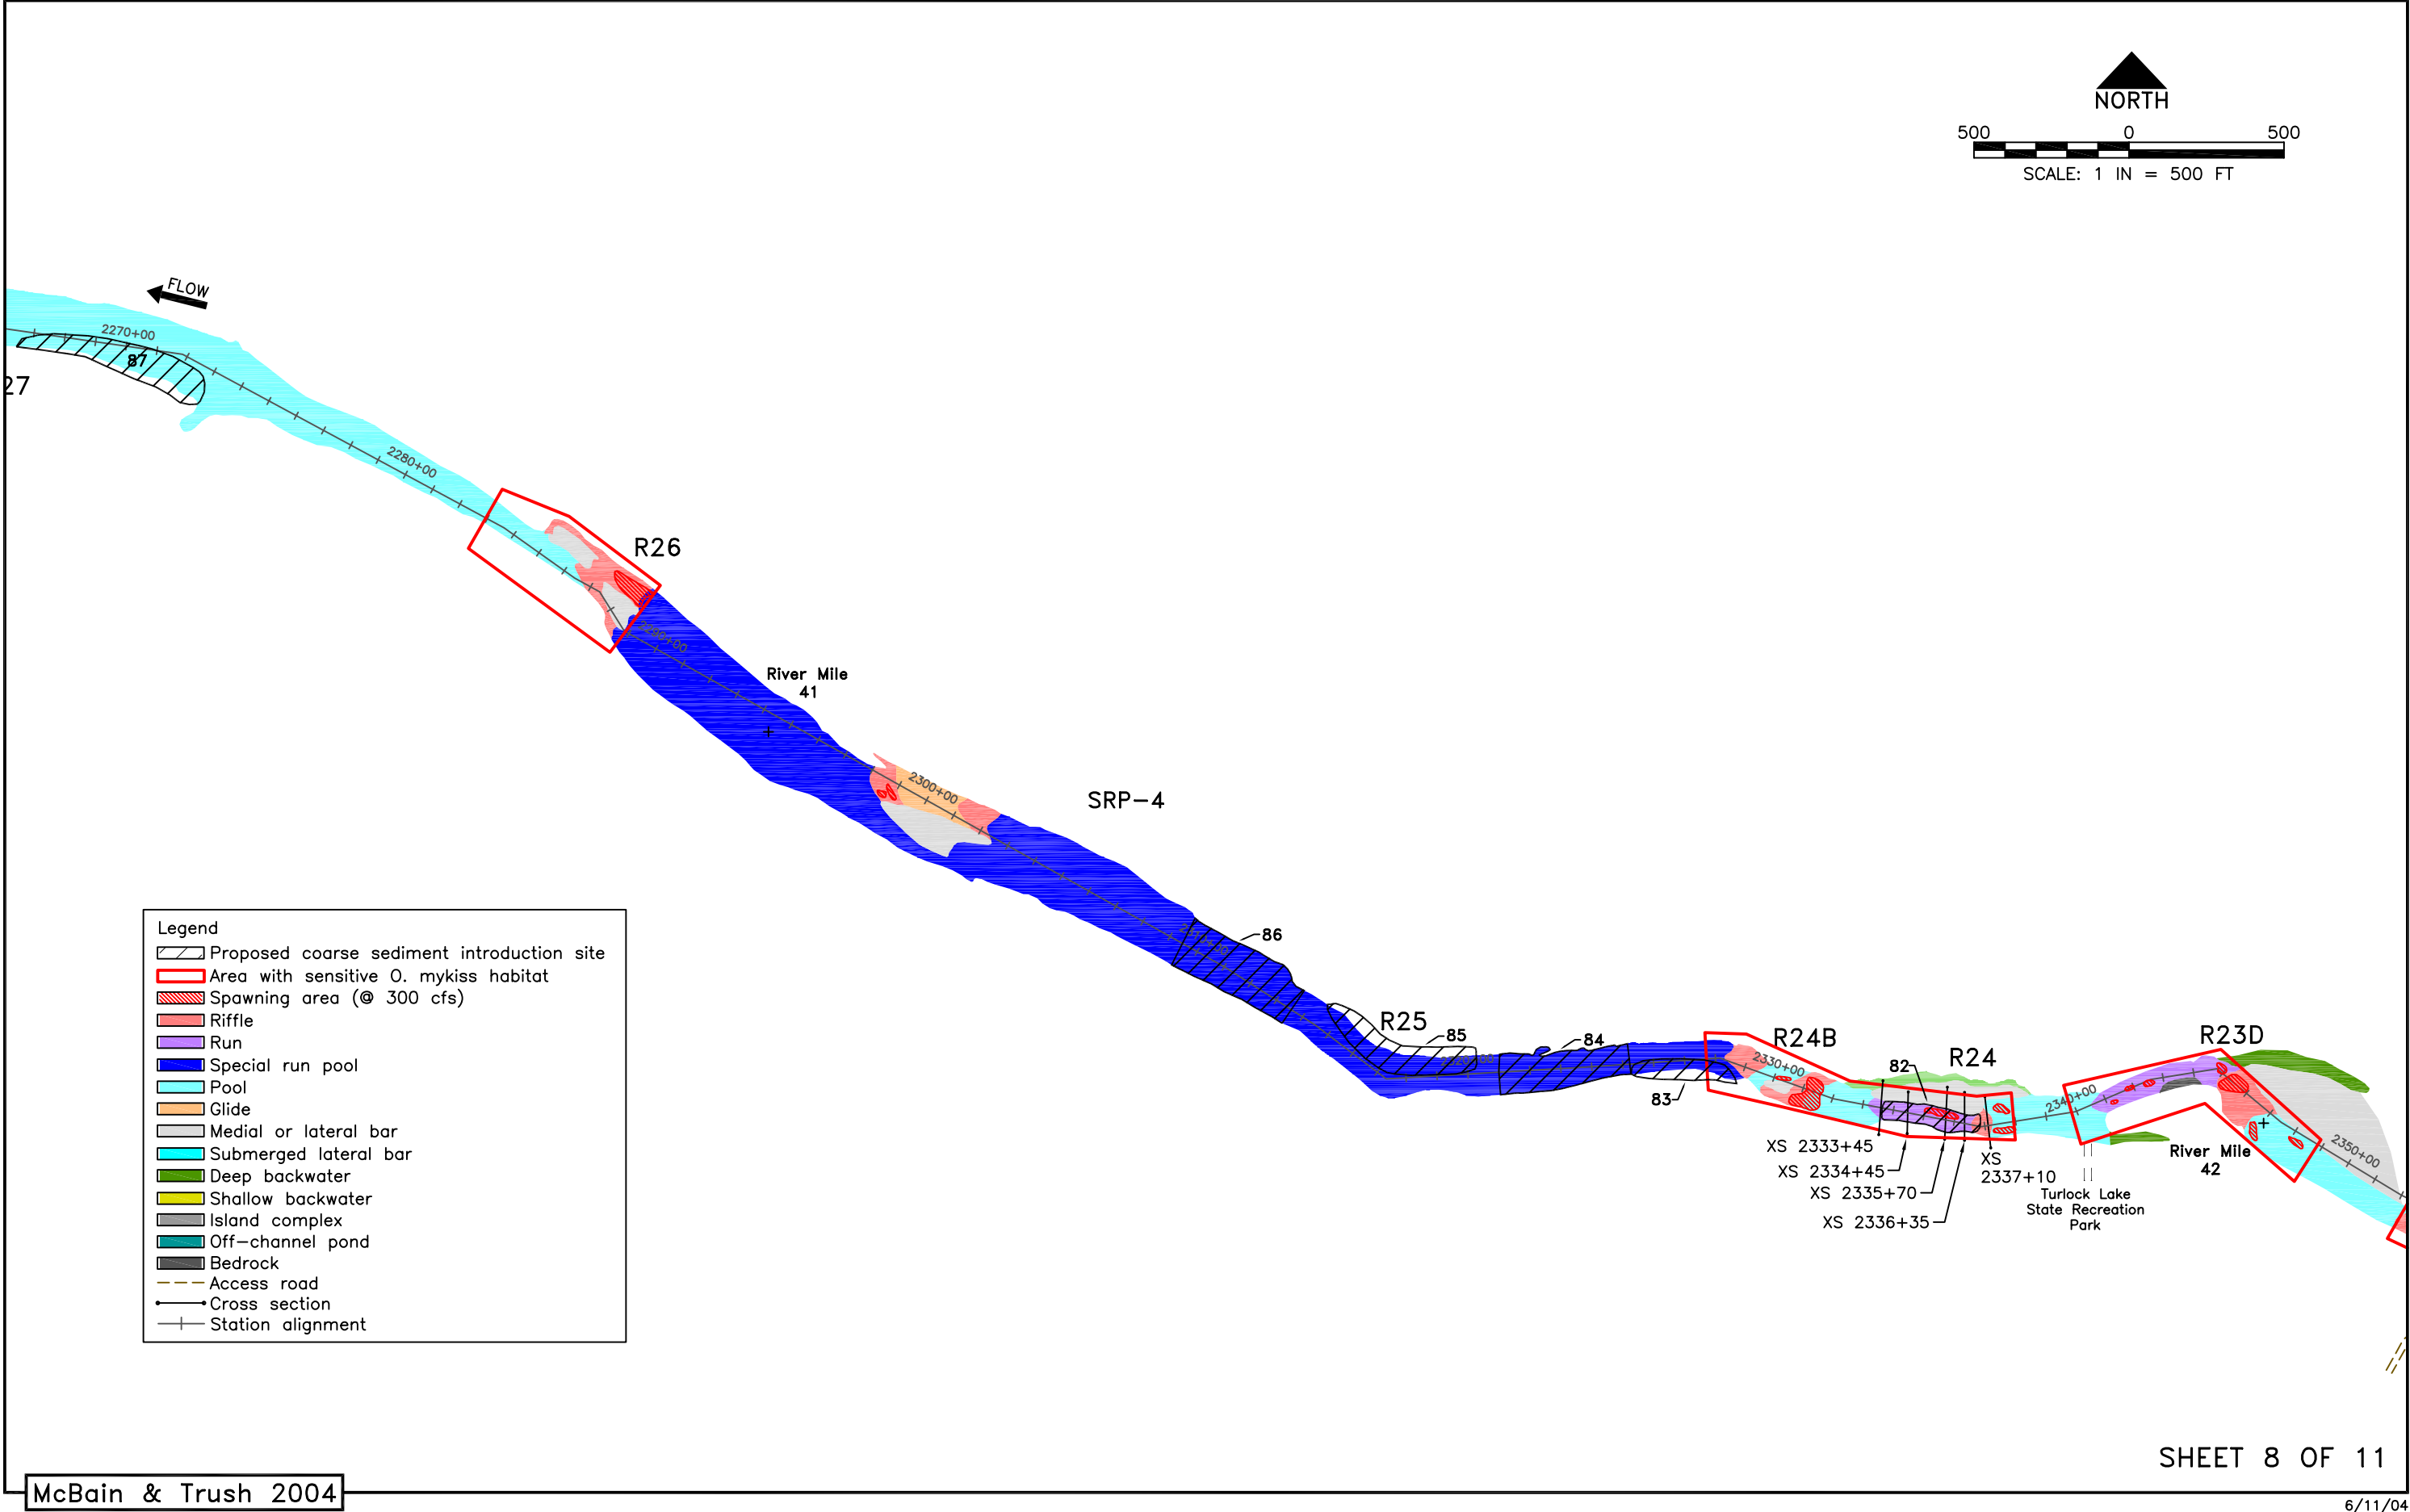 NORTH
500 0 500
SCALE: 1 IN = 500 FT
FLOW
2270+00
87
27
2280+00
R26
2290+00
River Mile
41
2300+00
SRP-4
86
R25
85
84
2320+00
83
R24B
2330+00
R24
82
R23D
2340+00
2350+00
River Mile
42
XS 2333+45
XS 2334+45
XS 2335+70
XS 2336+35
XS
2337+10
Turlock Lake
State Recreation
Park
Legend
Proposed coarse sediment introduction site
Area with sensitive O. mykiss habitat
Spawning area (@ 300 cfs)
Riffle
Run
Special run pool
Pool
Glide
Medial or lateral bar
Submerged lateral bar
Deep backwater
Shallow backwater
Island complex
Off-channel pond
Bedrock
Access road
Cross section
Station alignment
SHEET 8 OF 11
McBain & Trush 2004
6/11/04